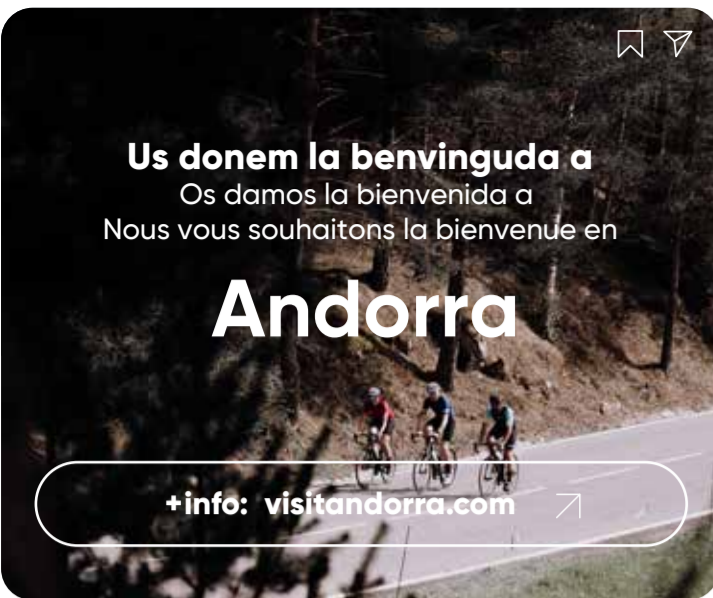 Us donem la benvinguda a
Os damos la bienvenida a
Nous vous souhaitons la bienvenue en
Andorra
+info: visitandorra.com